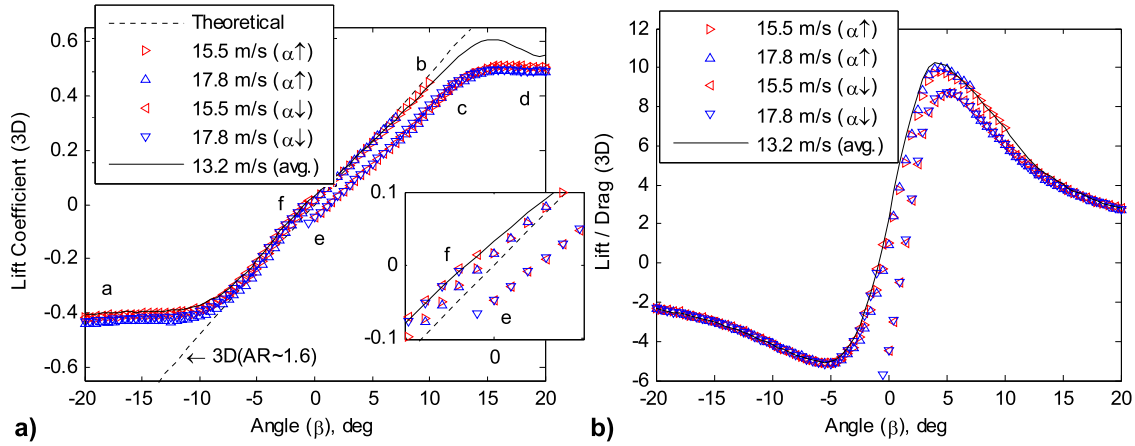 Theoretical
15.5 m/s (α↑)
17.8 m/s (α↑)
15.5 m/s (α↓)
17.8 m/s (α↓)
13.2 m/s (avg.)
0.6
0.4
0.2
0
-0.2
-0.4
-0.6
Lift Coefficient (3D)
-20
-15
-10
-5
0
5
10
15
20
Angle (β), deg
a
b
c
d
e
f
← 3D(AR~1.6)
0.1
0
-0.1
0
f
e
a)
15.5 m/s (α↑)
17.8 m/s (α↑)
15.5 m/s (α↓)
17.8 m/s (α↓)
13.2 m/s (avg.)
12
10
8
6
4
2
0
-2
-4
-6
Lift / Drag (3D)
-20
-15
-10
-5
0
5
10
15
20
Angle (β), deg
b)